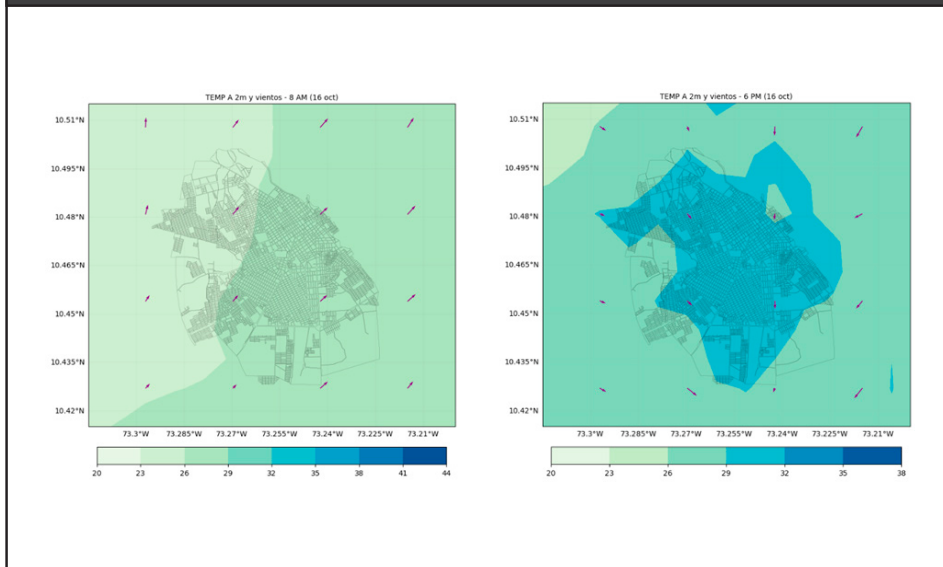 TEMP A 2m y vientos - 8 AM (16 oct)
10.51°N
10.495°N
10.48°N
10.465°N
10.45°N
10.435°N
10.42°N
73.3°W 73.285°W 73.27°W 73.255°W 73.24°W 73.225°W 73.21°W
20 23 26 29 32 35 38 41 44
TEMP A 2m y vientos - 6 PM (16 oct)
10.51°N
10.495°N
10.48°N
10.465°N
10.45°N
10.435°N
10.42°N
73.3°W 73.285°W 73.27°W 73.255°W 73.24°W 73.225°W 73.21°W
20 23 26 29 32 35 38